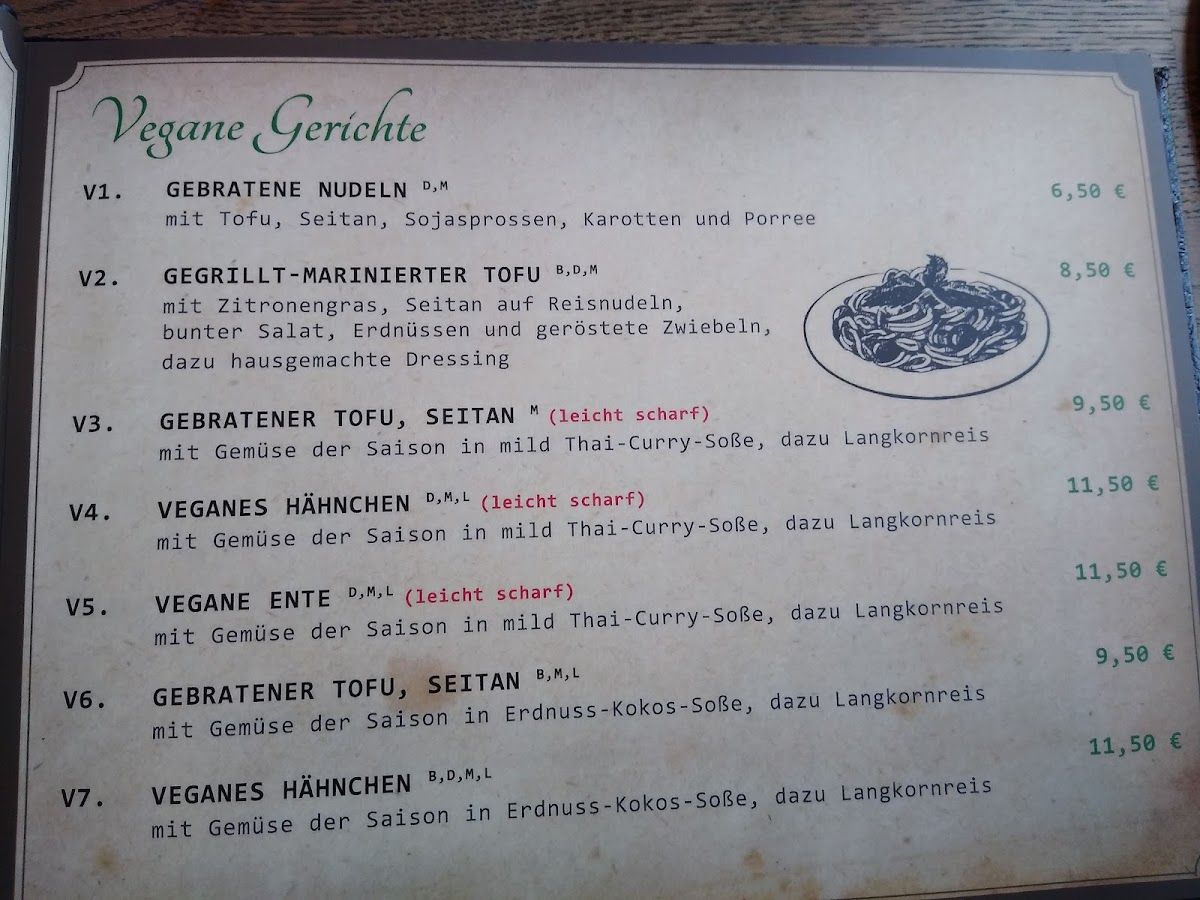 Vegane Gerichte
V1. GEBRATENE NUDELN D,M 6,50 €
mit Tofu, Seitan, Sojasprossen, Karotten und Porree
V2. GEGRILLT-MARINIERTER TOFU B,D,M 8,50 €
mit Zitronengras, Seitan auf Reisnudeln,
bunter Salat, Erdnüssen und geröstete Zwiebeln,
dazu hausgemachte Dressing
V3. GEBRATENER TOFU, SEITAN M (leicht scharf) 9,50 €
mit Gemüse der Saison in mild Thai-Curry-Soße, dazu Langkornreis
V4. VEGANES HÄHNCHEN D,M,L (leicht scharf) 11,50 €
mit Gemüse der Saison in mild Thai-Curry-Soße, dazu Langkornreis
V5. VEGANE ENTE D,M,L (leicht scharf) 11,50 €
mit Gemüse der Saison in mild Thai-Curry-Soße, dazu Langkornreis
V6. GEBRATENER TOFU, SEITAN B,M,L 9,50 €
mit Gemüse der Saison in Erdnuss-Kokos-Soße, dazu Langkornreis
V7. VEGANES HÄHNCHEN B,D,M,L 11,50 €
mit Gemüse der Saison in Erdnuss-Kokos-Soße, dazu Langkornreis